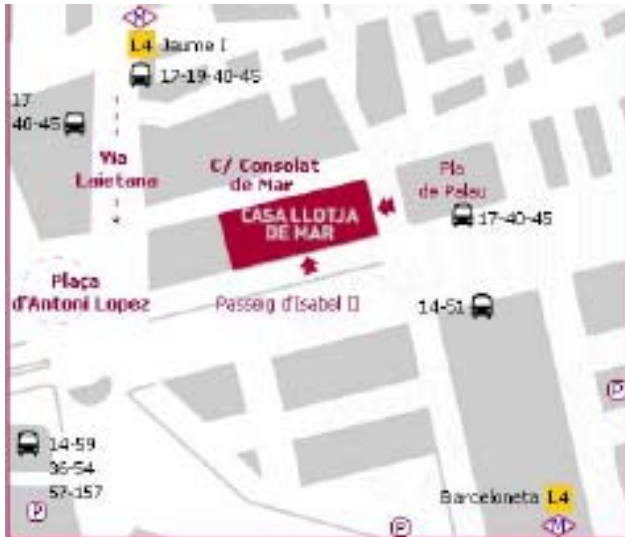 M
L4 Jaume I
17-19-40-45
17
40-45
Via
Laietana
C/ Consolat
de Mar
Pla
de Palau
17-40-45
CASA LLOTJA
DE MAR
Plaça
d'Antoni Lopez
Passeig d'Isabel II
14-51
P
14-59
36-54
57-157
P
Barceloneta L4
P
M